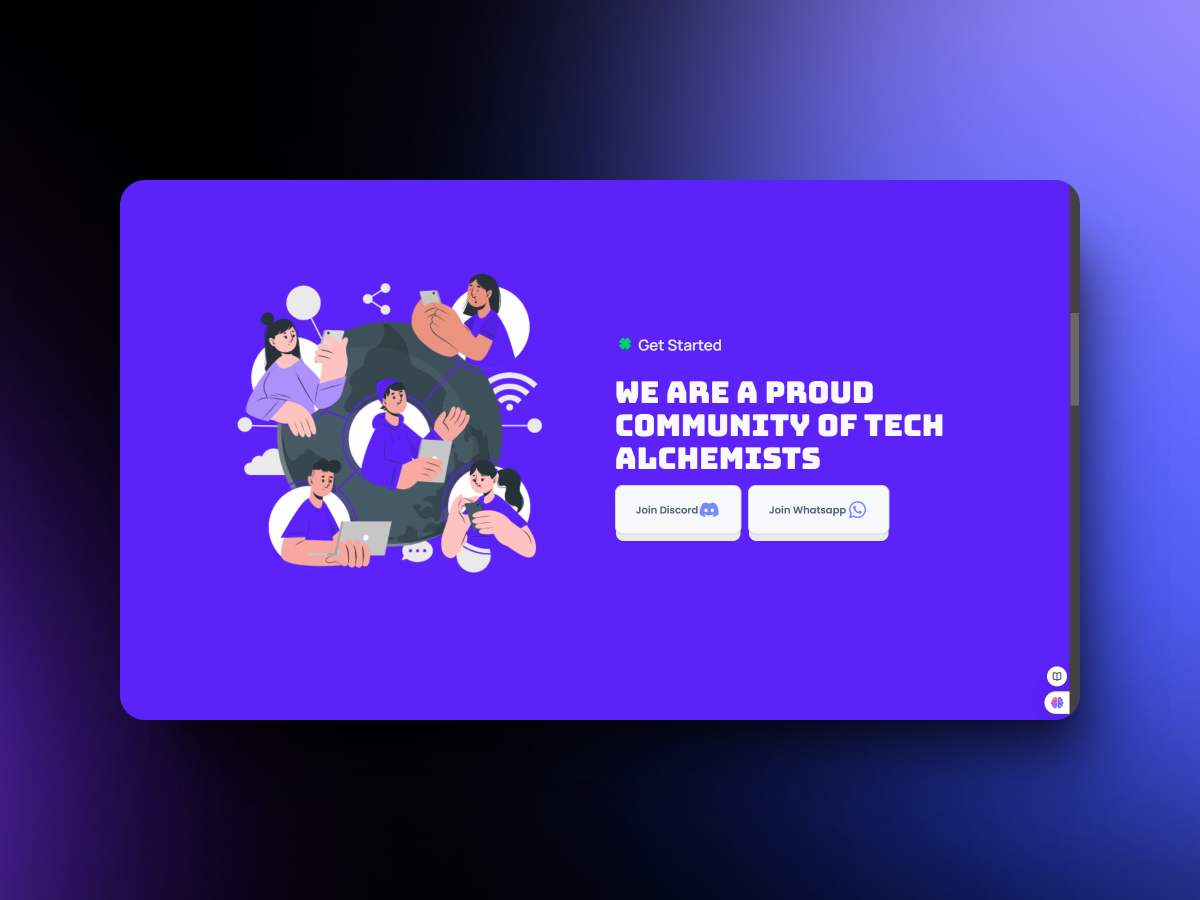 Get Started
WE ARE A PROUD
COMMUNITY OF TECH
ALCHEMISTS
Join Discord
Join Whatsapp